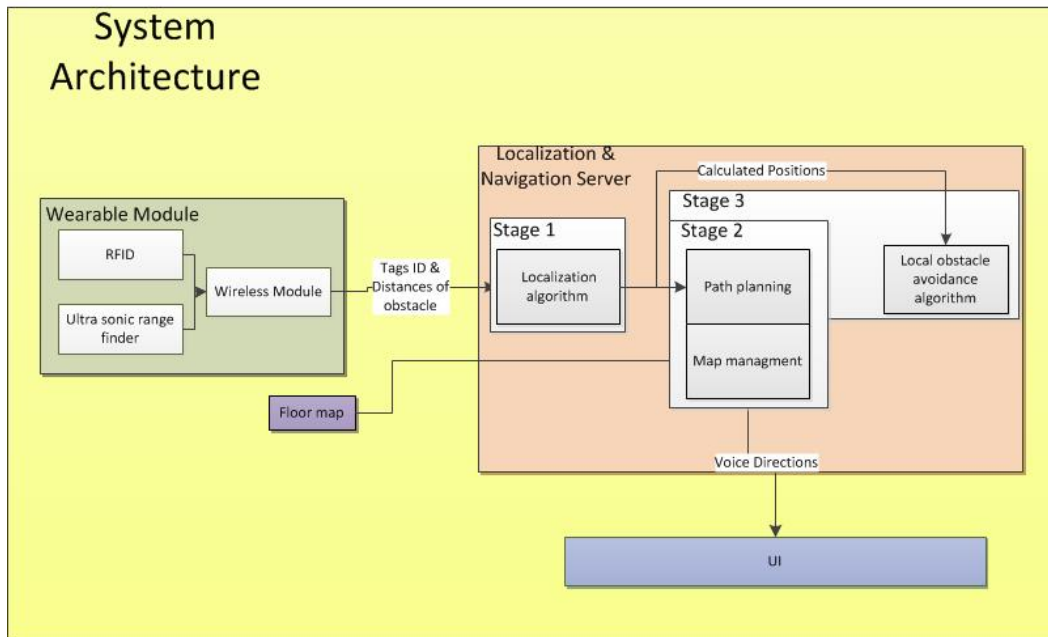 System
Architecture
Localization &
Navigation Server
Calculated Positions
Wearable Module
RFID
Ultra sonic range
finder
Wireless Module
Tags ID &
Distances of
obstacle
Stage 1
Localization
algorithm
Stage 3
Stage 2
Path planning
Map managment
Local obstacle
avoidance
algorithm
Floor map
Voice Directions
UI